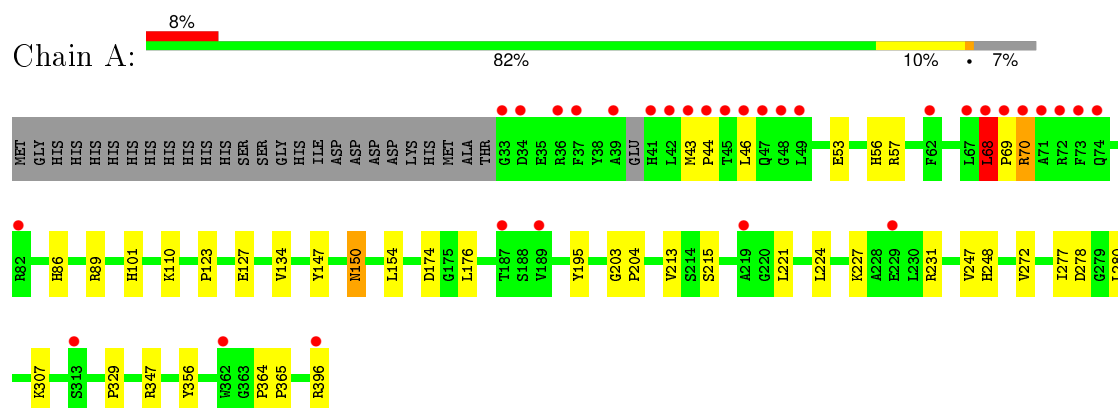 8%
Chain A:
82% 10% • 7%
MET GLY HIS HIS HIS HIS HIS HIS HIS HIS HIS HIS SER SER GLY HIS ILE ASP ASP ASP ASP LYS HIS MET ALA THR G33 D34 E35 R36 F37 Y38 A39 GLU H41 L42 M43 P44 T45 L46 Q47 G48 L49 E53 H56 R57 F62 L67 L68 P69 R70 A71 R72 F73 Q74
R82 H86 R89 H101 K110 P123 E127 V134 Y147 N150 L154 D174 G175 L176 T187 S188 V189 Y195 G203 P204 V213 S214 S215 A219 G220 L221 L224 K227 A228 E229 L230 R231 V247 H248 V272 I277 D278 G279 L280
K307 S313 P329 R347 Y356 W362 G363 P364 P365 R396